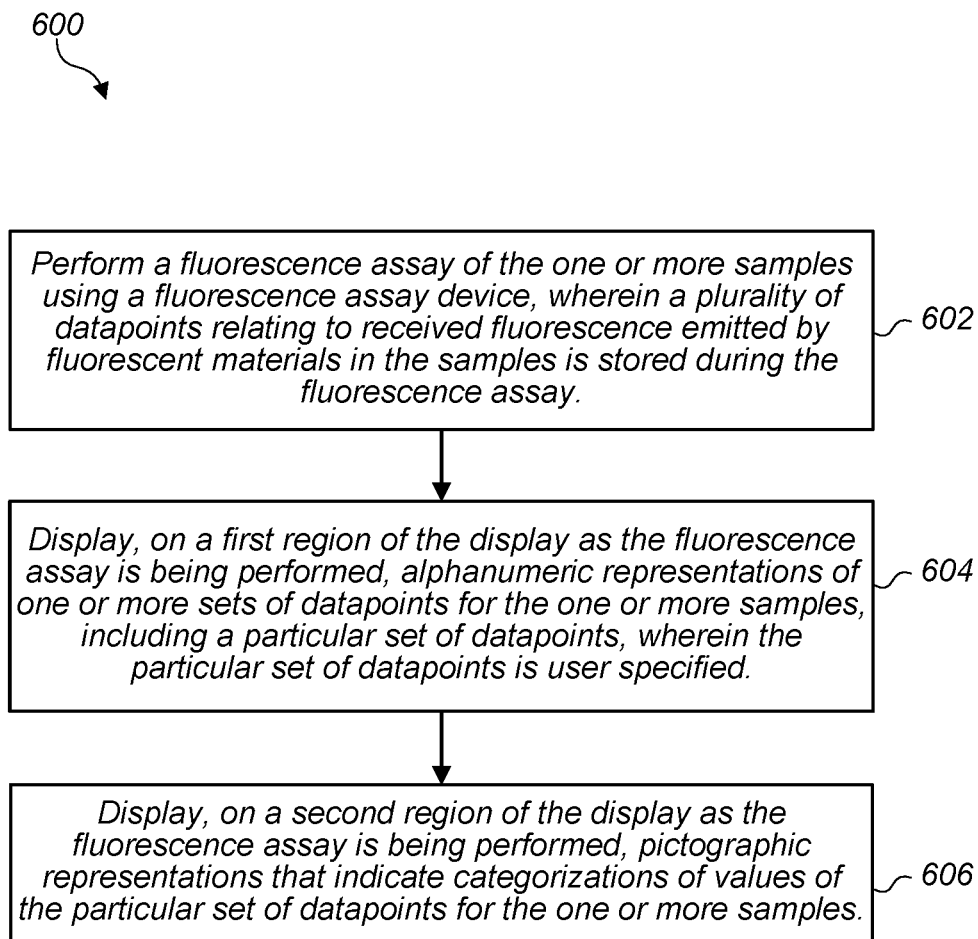 600
Perform a fluorescence assay of the one or more samples
using a fluorescence assay device, wherein a plurality of
datapoints relating to received fluorescence emitted by
fluorescent materials in the samples is stored during the
fluorescence assay.
602
Display, on a first region of the display as the fluorescence
assay is being performed, alphanumeric representations of
one or more sets of datapoints for the one or more samples,
including a particular set of datapoints, wherein the
particular set of datapoints is user specified.
604
Display, on a second region of the display as the
fluorescence assay is being performed, pictographic
representations that indicate categorizations of values of
the particular set of datapoints for the one or more samples.
606